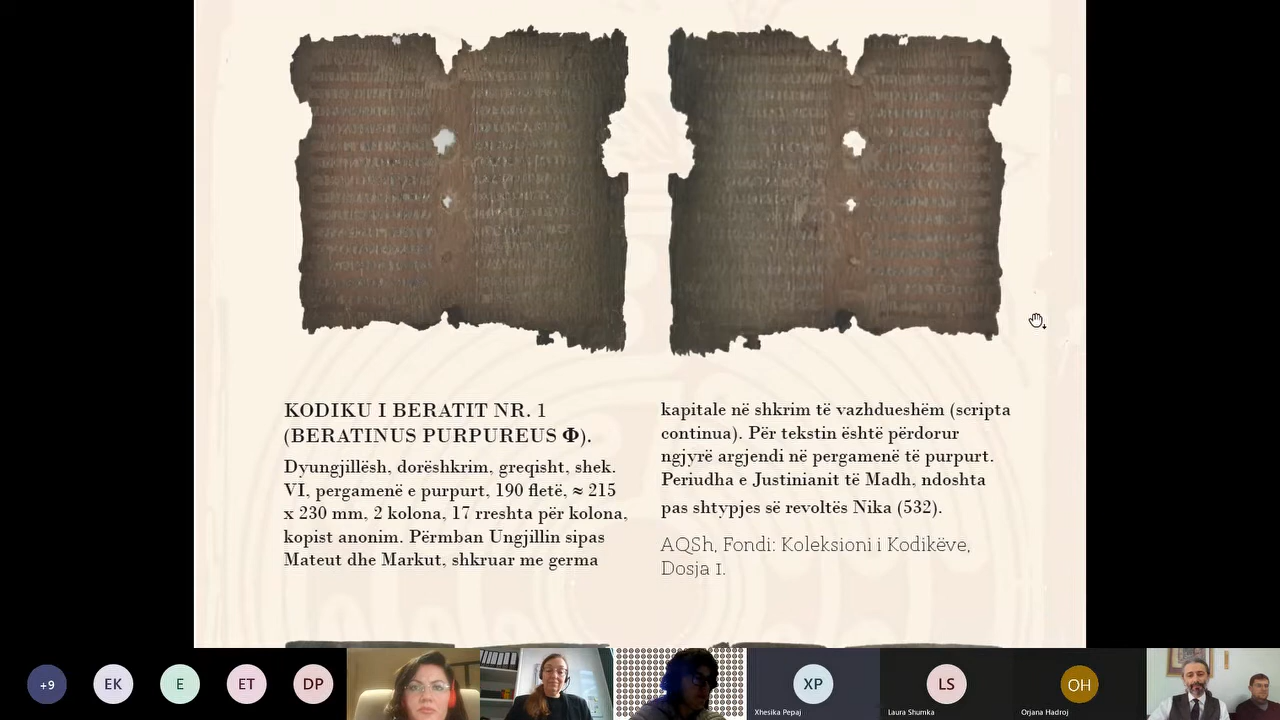 KODIKU I BERATIT NR. 1
(BERATINUS PURPUREUS Φ).
Dyungjillësh, dorëshkrim, greqisht, shek.
VI, pergamenë e purpurt, 190 fletë, ≈ 215
x 230 mm, 2 kolona, 17 rreshta për kolona,
kopist anonim. Përmban Ungjillin sipas
Mateut dhe Markut, shkruar me germa
kapitale në shkrim të vazhdueshëm (scripta
continua). Për tekstin është përdorur
ngjyrë argjendi në pergamenë të purpurt.
Periudha e Justinianit të Madh, ndoshta
pas shtypjes së revoltës Nika (532).
AQSh, Fondi: Koleksioni i Kodikëve,
Dosja 1.
+9
EK
E
ET
DP
XP
Xhesika Pepaj
LS
Laura Shumka
OH
Orjana Hadroj